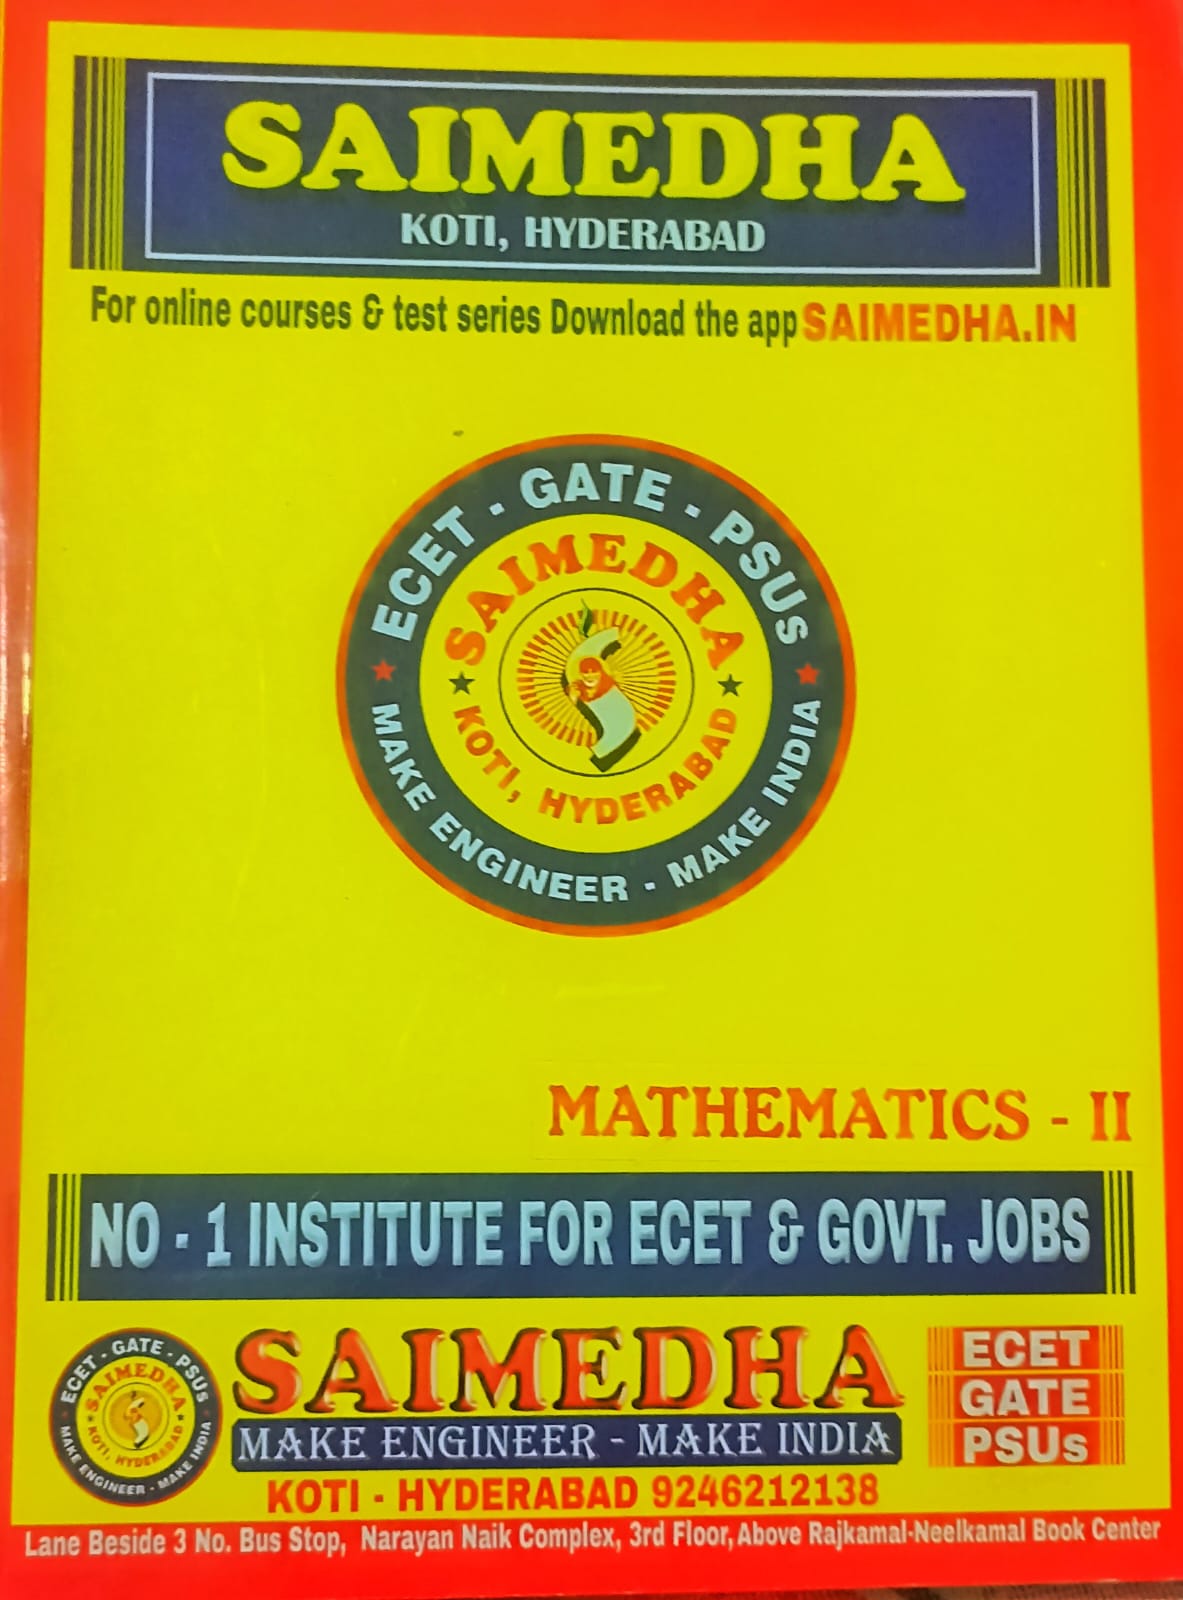 SAIMEDHA
KOTI, HYDERABAD
For online courses & test series Download the app SAIMEDHA.IN
ECET - GATE - PSUs
SAIMEDHA
KOTI, HYDERABAD
MAKE ENGINEER - MAKE INDIA
MATHEMATICS - II
NO - 1 INSTITUTE FOR ECET & GOVT. JOBS
ECET - GATE - PSUs
SAIMEDHA
KOTI, HYDERABAD
MAKE ENGINEER - MAKE INDIA
SAIMEDHA
MAKE ENGINEER - MAKE INDIA
ECET
GATE
PSUs
KOTI - HYDERABAD 9246212138
Lane Beside 3 No. Bus Stop, Narayan Naik Complex, 3rd Floor, Above Rajkamal-Neelkamal Book Center